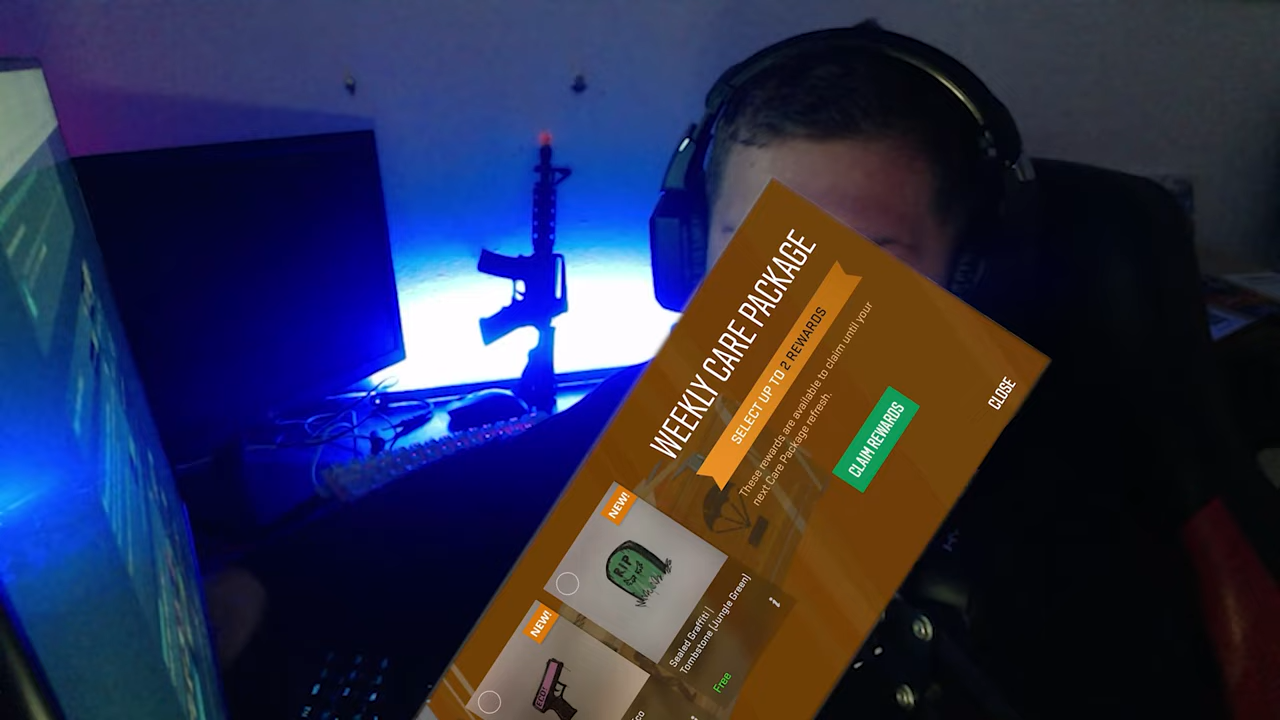 WEEKLY CARE PACKAGE
SELECT UP TO 2 REWARDS
These rewards are available to claim until your
next Care Package refresh.
CLAIM REWARDS
CLOSE
NEW!
RIP
i
Sealed Graffiti |
Tombstone (Jungle Green)
Free
NEW!